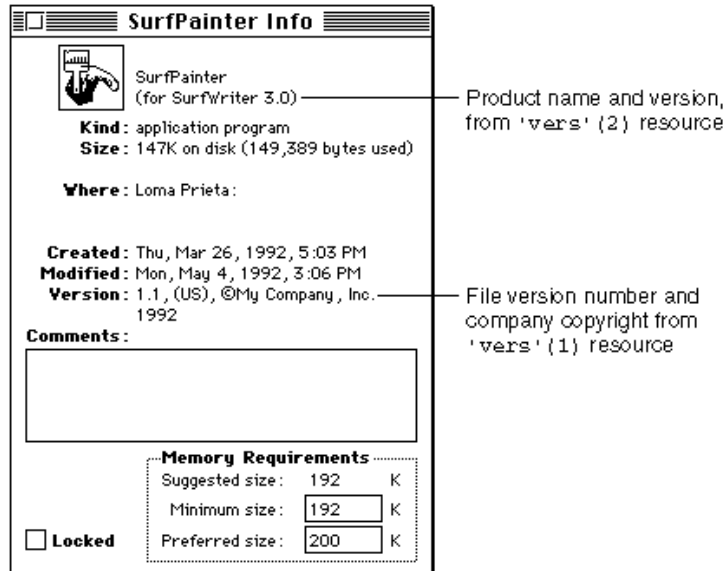 SurfPainter Info
SurfPainter
(for SurfWriter 3.0)
Product name and version,
from 'vers' (2) resource
Kind: application program
Size: 147K on disk (149,389 bytes used)
Where: Loma Prieta:
Created: Thu, Mar 26, 1992, 5:03 PM
Modified: Mon, May 4, 1992, 3:06 PM
Version: 1.1, (US), ©My Company, Inc.
1992
File version number and
company copyright from
'vers' (1) resource
Comments:
Memory Requirements
Suggested size: 192 K
Minimum size: 192 K
Locked
Preferred size: 200 K